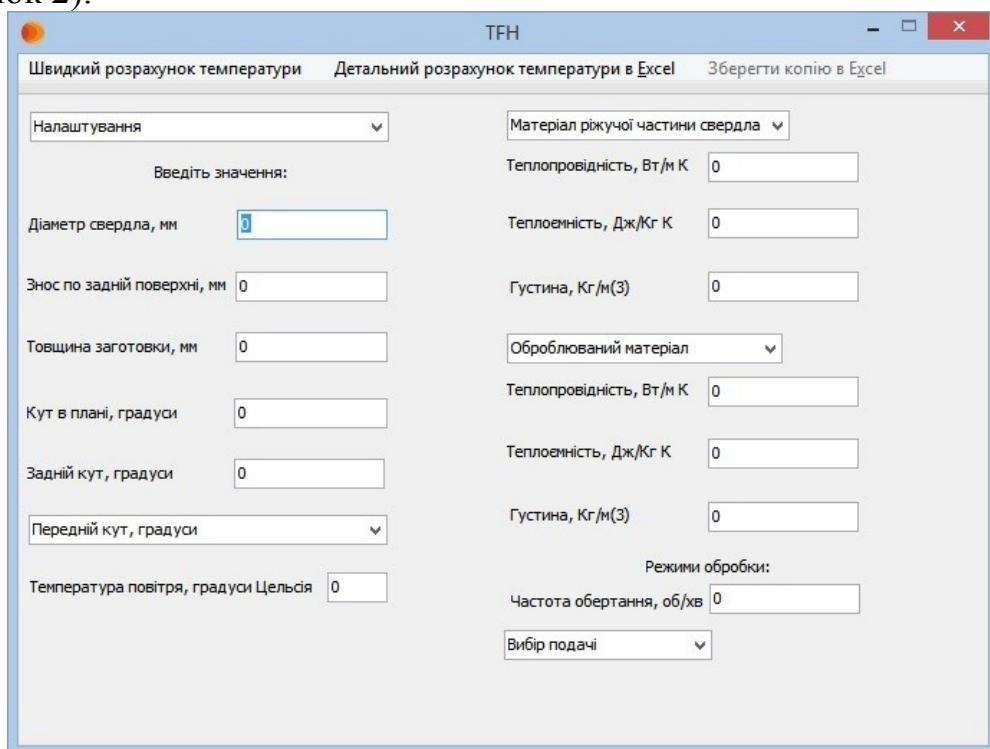 ок 2).
TFH
Швидкий розрахунок температури Детальний розрахунок температури в Excel Зберегти копію в Excel
Налаштування
Введіть значення:
Діаметр свердла, мм 0
Знос по задній поверхні, мм 0
Товщина заготовки, мм 0
Кут в плані, градуси 0
Задній кут, градуси 0
Передній кут, градуси
Температура повітря, градуси Цельсія 0
Матеріал ріжучої частини свердла
Теплопровідність, Вт/м К 0
Теплоємність, Дж/Кг К 0
Густина, Кг/м(3) 0
Оброблюваний матеріал
Теплопровідність, Вт/м К 0
Теплоємність, Дж/Кг К 0
Густина, Кг/м(3) 0
Режими обробки:
Частота обертання, об/хв 0
Вибір подачі